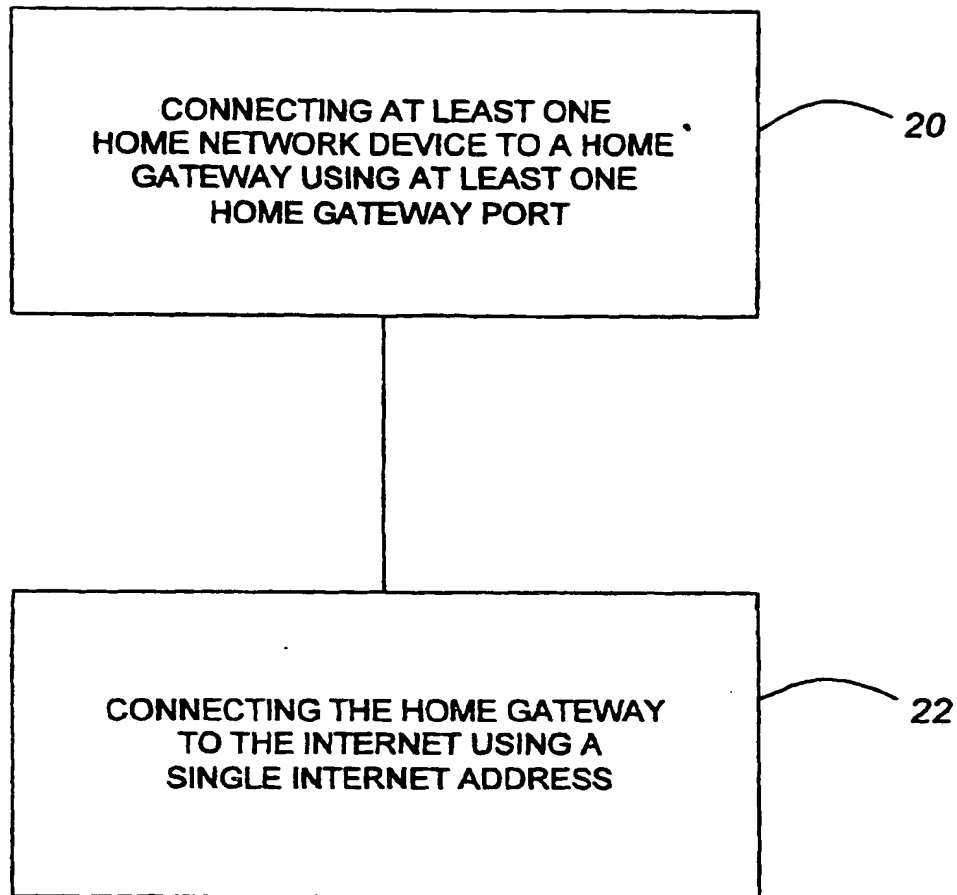 CONNECTING AT LEAST ONE
HOME NETWORK DEVICE TO A HOME
GATEWAY USING AT LEAST ONE
HOME GATEWAY PORT
20
CONNECTING THE HOME GATEWAY
TO THE INTERNET USING A
SINGLE INTERNET ADDRESS
22